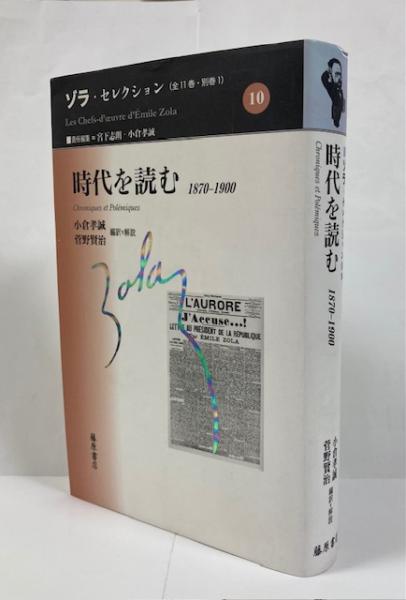 ゾラ・セレクション(全11巻・別巻1)
Les Chefs-d'œuvre d'Émile Zola
10
■責任編集=宮下志朗・小倉孝誠
時代を読む 1870-1900
Chroniques et Polémiques
小倉孝誠
菅野賢治
編訳=解説
Zola
L'AURORE
J'Accuse...!
LETTRE AU PRÉSIDENT DE LA RÉPUBLIQUE
Par ÉMILE ZOLA
藤原書店
時代を読む 1870-1900
Chroniques et Polémiques
小倉孝誠
菅野賢治
編訳=解説
藤原書店